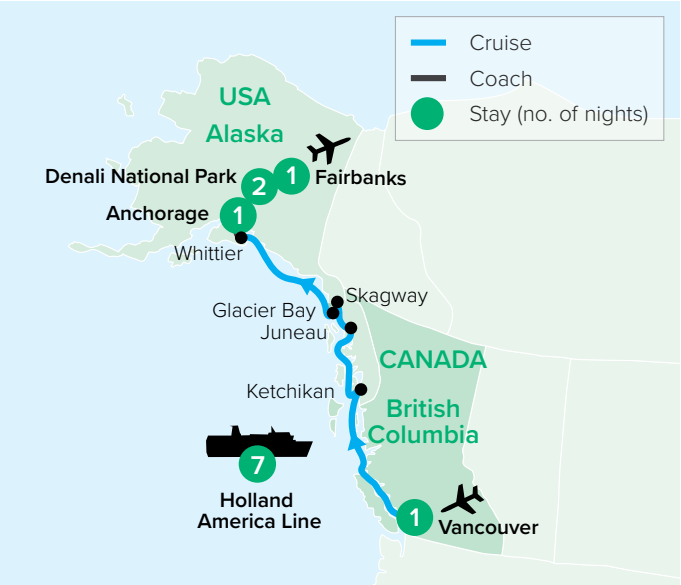 Cruise
Coach
Stay (no. of nights)
USA
Alaska
Denali National Park
2
1
Fairbanks
Anchorage
1
Whittier
Skagway
Glacier Bay
Juneau
CANADA
Ketchikan
British
Columbia
7
Holland
America Line
1
Vancouver